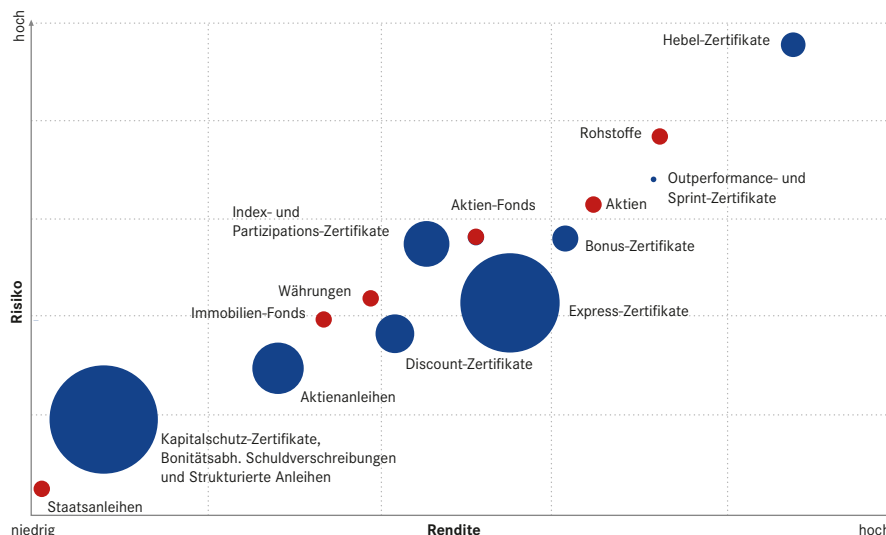 hoch
Hebel-Zertifikate
Rohstoffe
Outperformance- und
Sprint-Zertifikate
Aktien-Fonds
Aktien
Index- und
Partizipations-Zertifikate
Bonus-Zertifikate
Währungen
Immobilien-Fonds
Express-Zertifikate
Risiko
Discount-Zertifikate
Aktienanleihen
Kapitalschutz-Zertifikate,
Bonitätsabh. Schuldverschreibungen
und Strukturierte Anleihen
Staatsanleihen
niedrig
Rendite
hoch